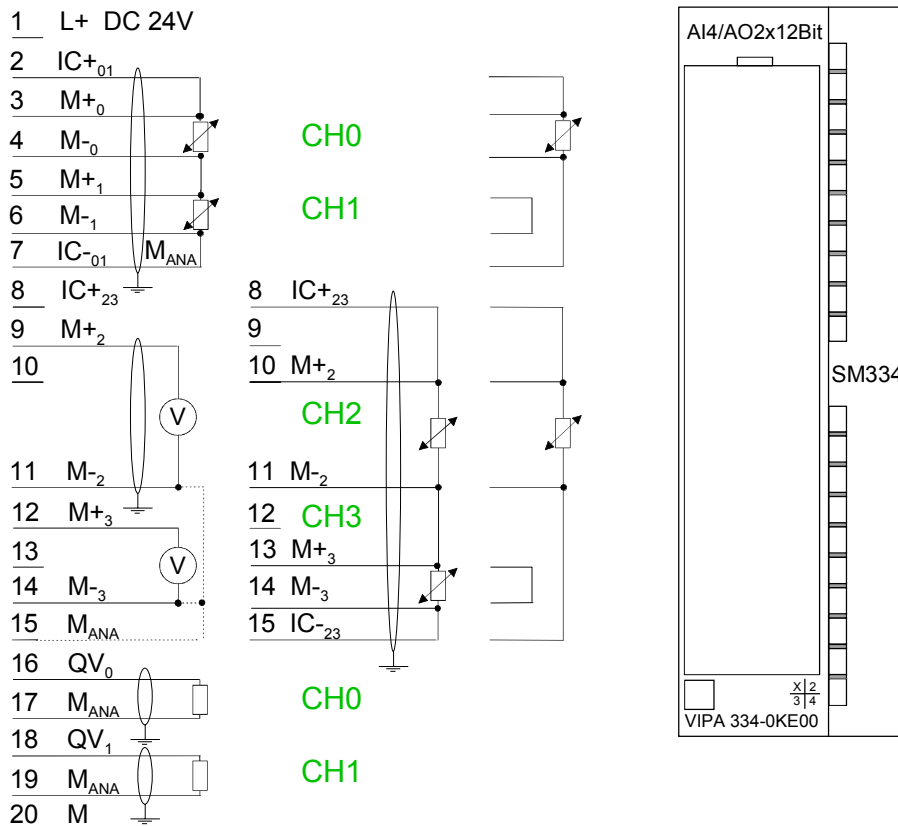 1 L+ DC 24V
2 IC+01
3 M+0
4 M-0
CH0
5 M+1
6 M-1
CH1
7 IC-01 MANA
8 IC+23
9 M+2
10
V
11 M-2
12 M+3
13
V
14 M-3
15 MANA
8 IC+23
9
10 M+2
CH2
11 M-2
12 CH3
13 M+3
14 M-3
15 IC-23
16 QV0
17 MANA
CH0
18 QV1
19 MANA
CH1
20 M
AI4/AO2x12Bit
SM334
X 2
3 4
VIPA 334-0KE00